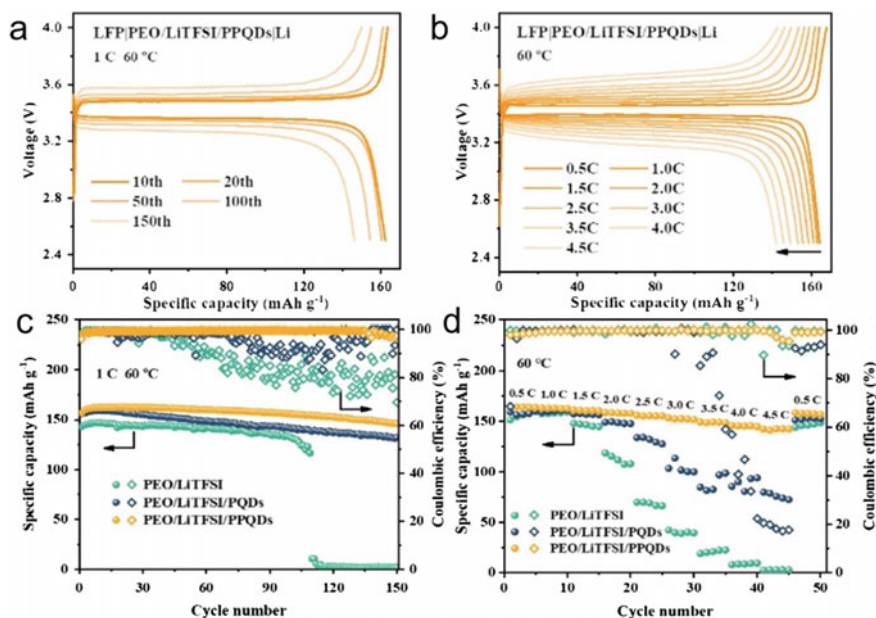 a
LFP|PEO/LiTFSI/PPQDs|Li
1 C 60 °C
4.0
3.6
3.2
2.8
2.4
Voltage (V)
10th 20th
50th 100th
150th
0 40 80 120 160
Specific capacity (mAh g-1)
b
LFP|PEO/LiTFSI/PPQDs|Li
60 °C
4.0
3.6
3.2
2.8
2.4
Voltage (V)
0.5C 1.0C
1.5C 2.0C
2.5C 3.0C
3.5C 4.0C
4.5C
0 40 80 120 160
Specific capacity (mAh g-1)
c
1 C 60 °C
250
200
150
100
50
0
Specific capacity (mAh g-1)
100
80
60
40
20
0
Coulombic efficiency (%)
PEO/LiTFSI
PEO/LiTFSI/PQDs
PEO/LiTFSI/PPQDs
0 30 60 90 120 150
Cycle number
d
60 °C
250
200
150
100
50
0
Specific capacity (mAh g-1)
100
80
60
40
20
0
Coulombic efficiency (%)
0.5 C 1.0 C 1.5 C 2.0 C 2.5 C 3.0 C 3.5 C 4.0 C 4.5 C 0.5 C
PEO/LiTFSI
PEO/LiTFSI/PQDs
PEO/LiTFSI/PPQDs
0 10 20 30 40 50
Cycle number